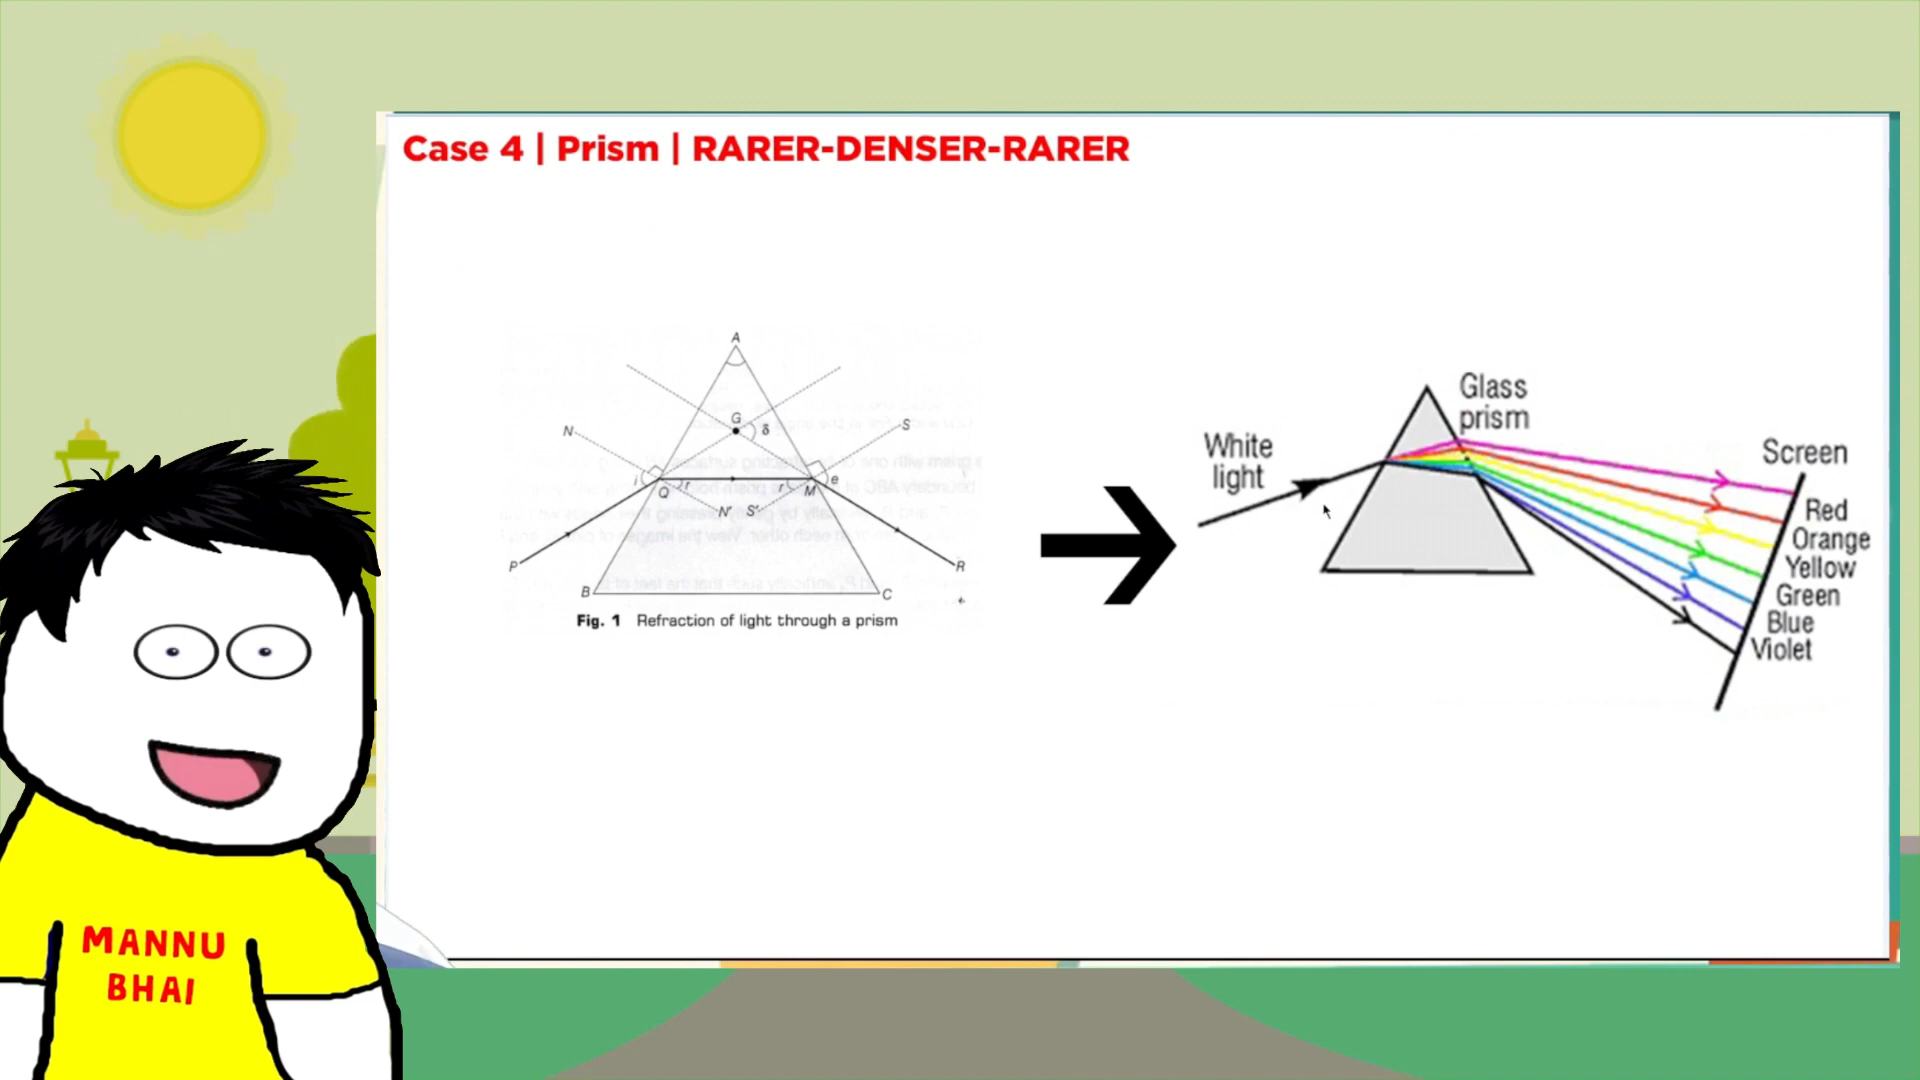 Case 4 | Prism | RARER-DENSER-RARER
A
G
δ
N
S
i
Q
r
r
M
e
N'
S'
P
R
B
C
Fig. 1 Refraction of light through a prism
White
light
Glass
prism
Screen
Red
Orange
Yellow
Green
Blue
Violet
MANNU
BHAI